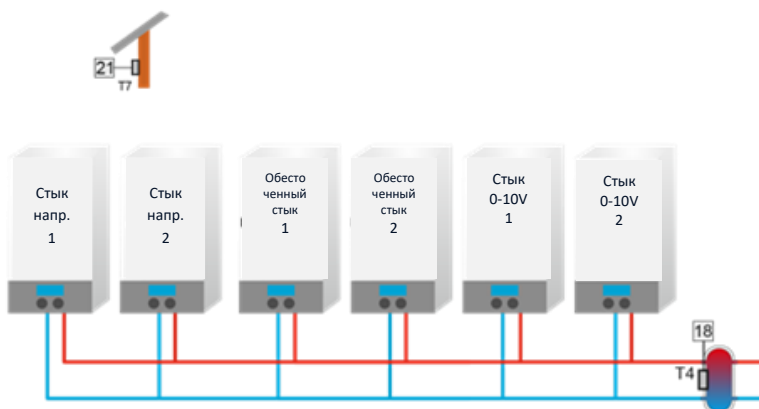 21
T7
Стык
напр.
1
Стык
напр.
2
Обесто
ченный
стык
1
Обесто
ченный
стык
2
Стык
0-10V
1
Стык
0-10V
2
18
T4